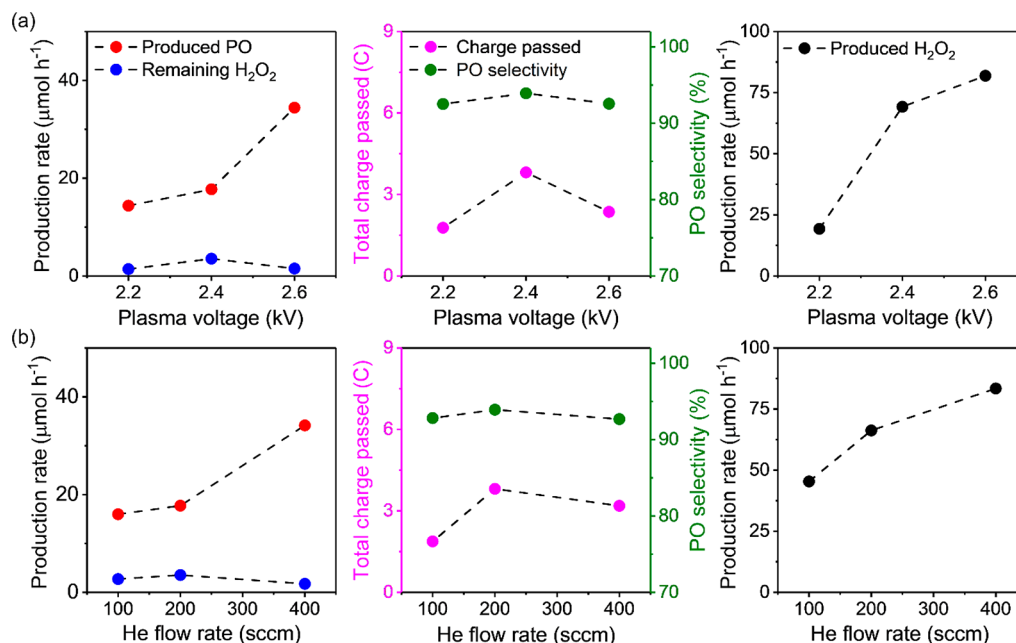 (a)
Production rate (μmol h⁻¹)
40
20
0
Produced PO
Remaining H₂O₂
2.2 2.4 2.6
Plasma voltage (kV)
Total charge passed (C)
9
6
3
0
Charge passed
PO selectivity
100
90
80
70
PO selectivity (%)
2.2 2.4 2.6
Plasma voltage (kV)
Production rate (μmol h⁻¹)
100
75
50
25
0
Produced H₂O₂
2.2 2.4 2.6
Plasma voltage (kV)
(b)
Production rate (μmol h⁻¹)
40
20
0
100 200 300 400
He flow rate (sccm)
Total charge passed (C)
9
6
3
0
100
90
80
70
PO selectivity (%)
100 200 300 400
He flow rate (sccm)
Production rate (μmol h⁻¹)
100
75
50
25
0
100 200 300 400
He flow rate (sccm)